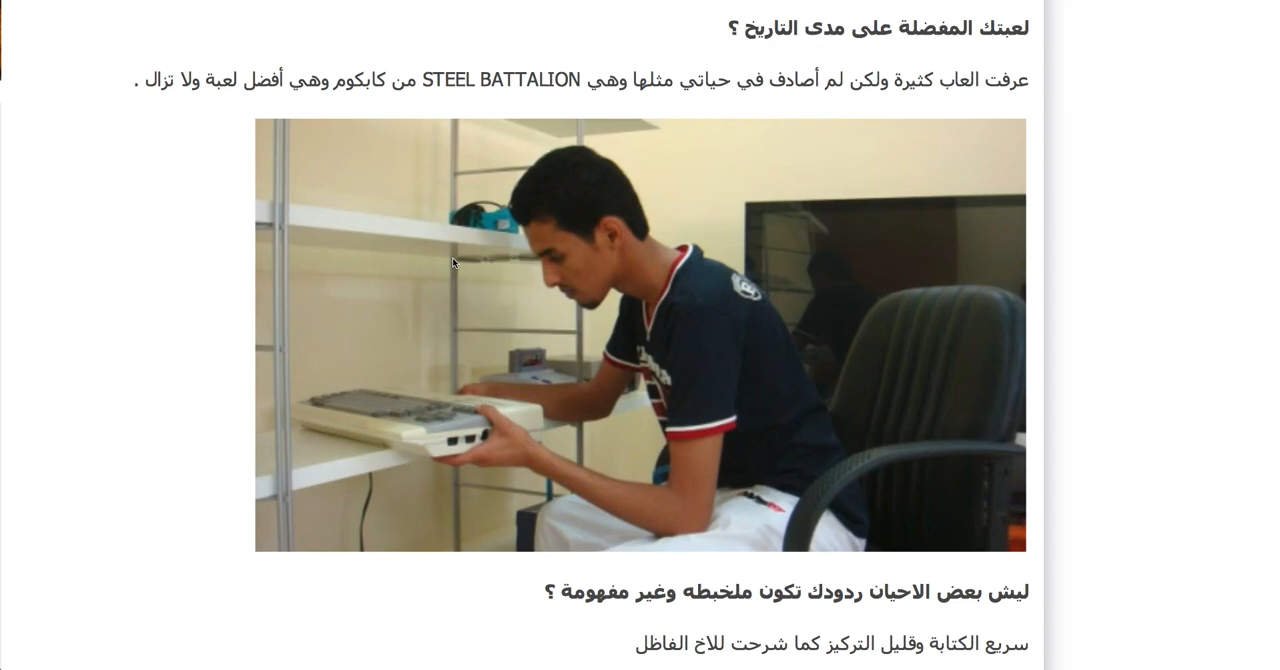 لعبتك المفضلة على مدى التاريخ ؟
عرفت العاب كثيرة ولكن لم أصادف في حياتي مثلها وهي STEEL BATTALION من كابكوم وهي أفضل لعبة ولا تزال .
ليش بعض الاحيان ردودك تكون ملخبطه وغير مفهومة ؟
سريع الكتابة وقليل التركيز كما شرحت للاخ الفاظل